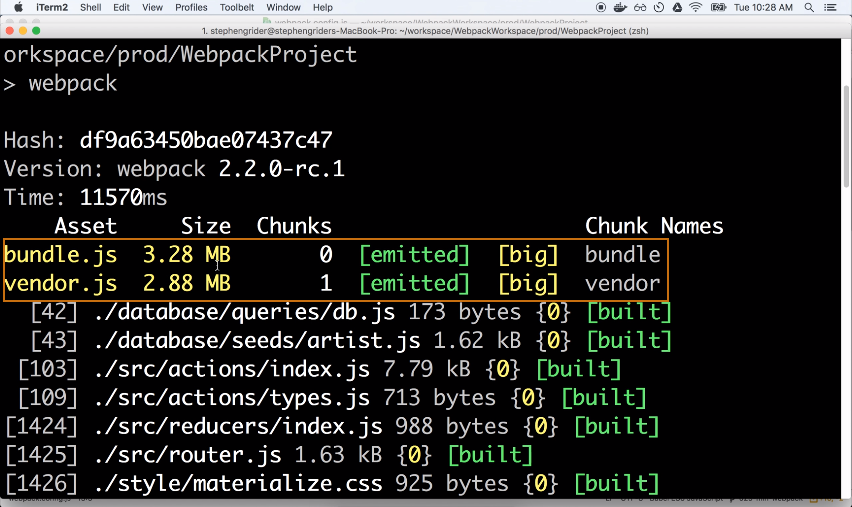 iTerm2 Shell Edit View Profiles Toolbelt Window Help Tue 10:28 AM
1. stephengrider@stephengriders-MacBook-Pro: ~/workspace/WebpackWorkspace/prod/WebpackProject (zsh)
orkspace/prod/WebpackProject
> webpack
Hash: df9a63450bae07437c47
Version: webpack 2.2.0-rc.1
Time: 11570ms
Asset Size Chunks Chunk Names
bundle.js 3.28 MB 0 [emitted] [big] bundle
vendor.js 2.88 MB 1 [emitted] [big] vendor
[42] ./database/queries/db.js 173 bytes {0} [built]
[43] ./database/seeds/artist.js 1.62 kB {0} [built]
[103] ./src/actions/index.js 7.79 kB {0} [built]
[109] ./src/actions/types.js 713 bytes {0} [built]
[1424] ./src/reducers/index.js 988 bytes {0} [built]
[1425] ./src/router.js 1.63 kB {0} [built]
[1426] ./style/materialize.css 925 bytes {0} [built]